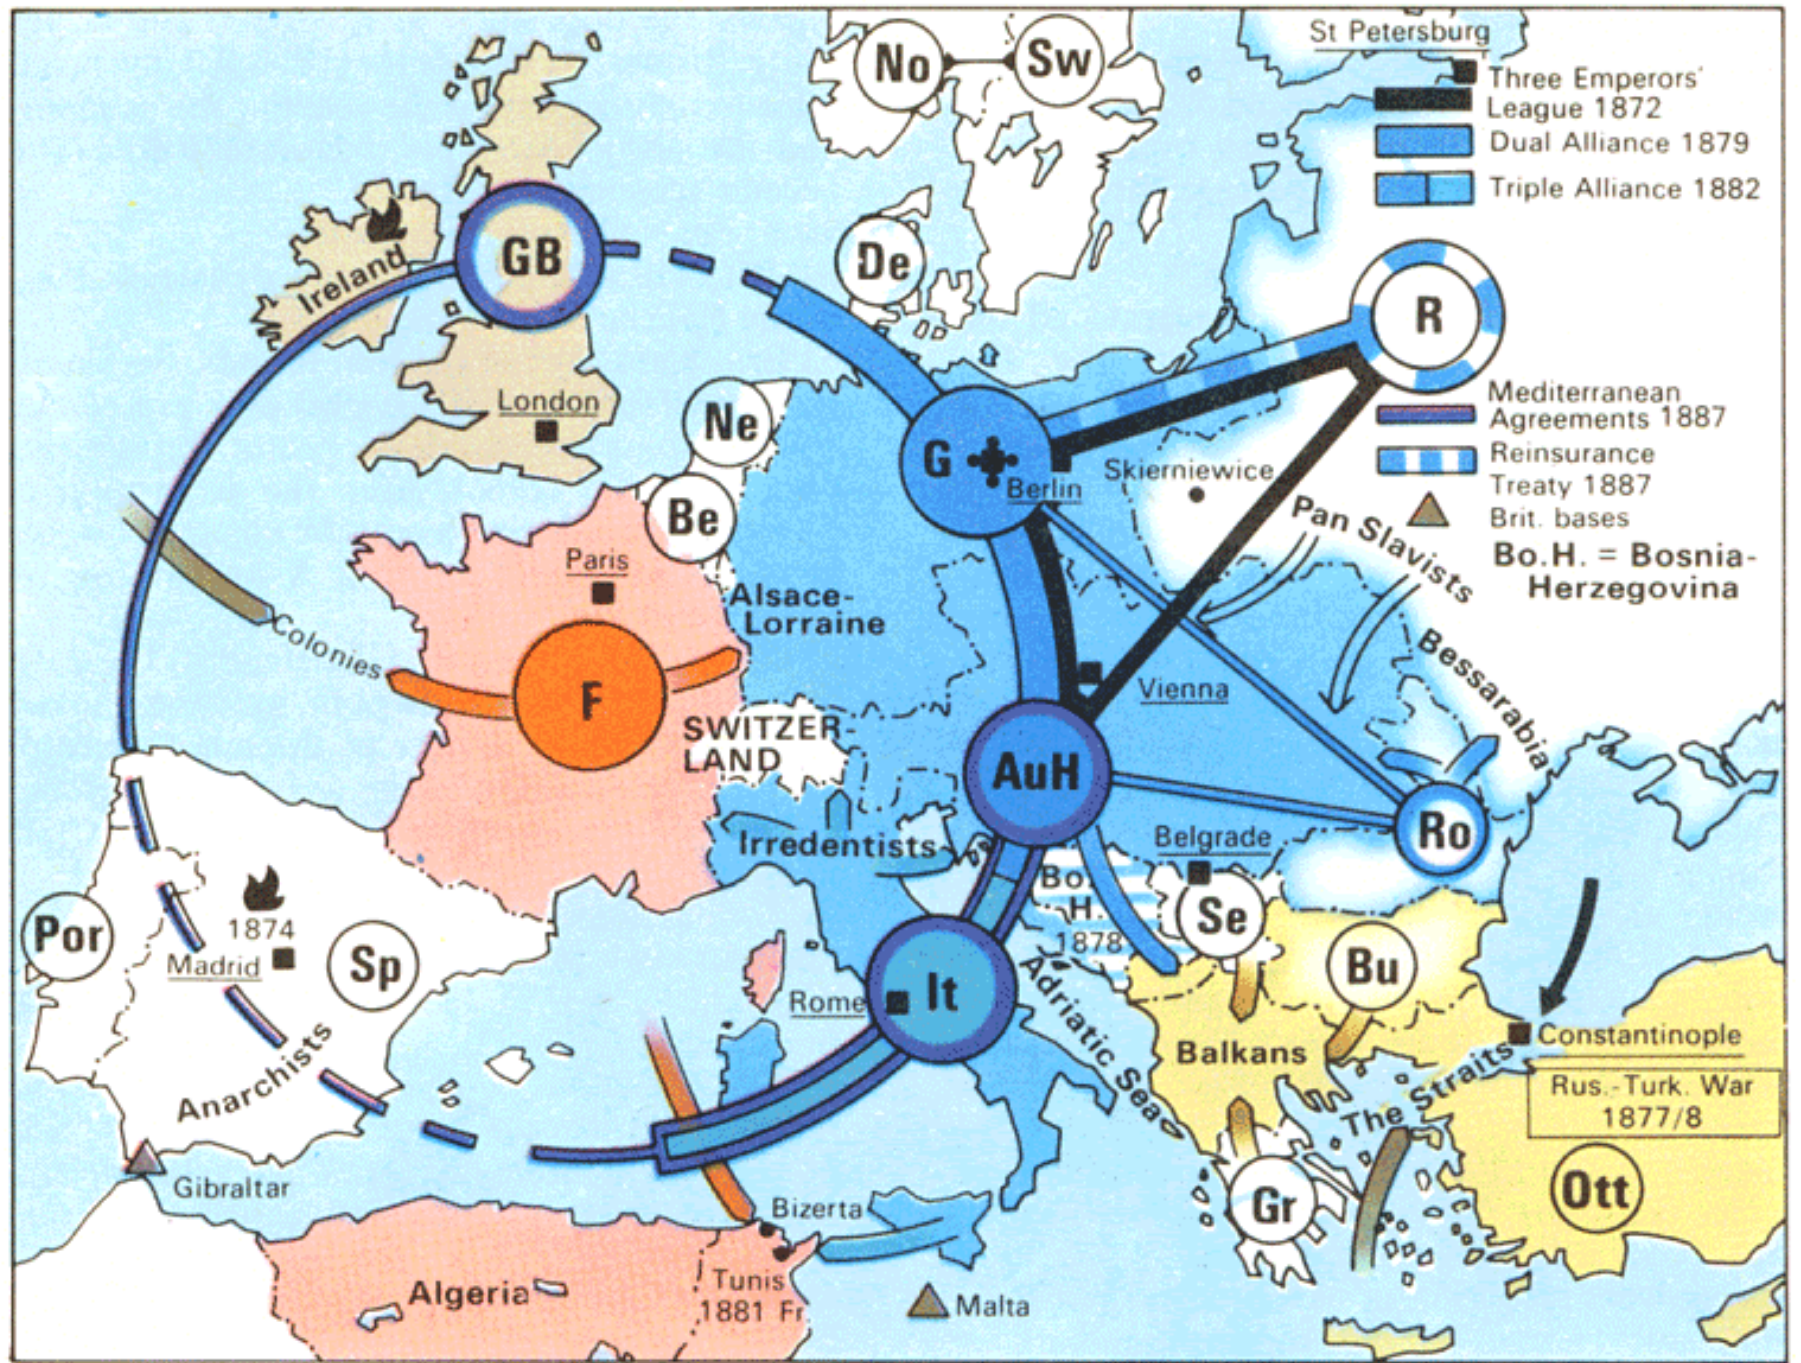 St Petersburg
Three Emperors'
League 1872
Dual Alliance 1879
Triple Alliance 1882
No
Sw
GB
De
R
Ireland
Mediterranean
Agreements 1887
Reinsurance
Treaty 1887
Brit. bases
Bo.H. = Bosnia-
Herzegovina
London
Ne
G
Berlin
Skierniewice
Be
Pan Slavists
Paris
Alsace-
Lorraine
Colonies
F
Vienna
Bessarabia
SWITZER-
LAND
AuH
Irredentists
Belgrade
Ro
Bo.
H.
1878
Se
Por
1874
Madrid
Sp
Bu
Rome
It
Adriatic Sea
Constantinople
Balkans
Anarchists
The Straits
Rus.-Turk. War
1877/8
Gibraltar
Bizerta
Gr
Ott
Algeria
Tunis
1881 Fr
Malta